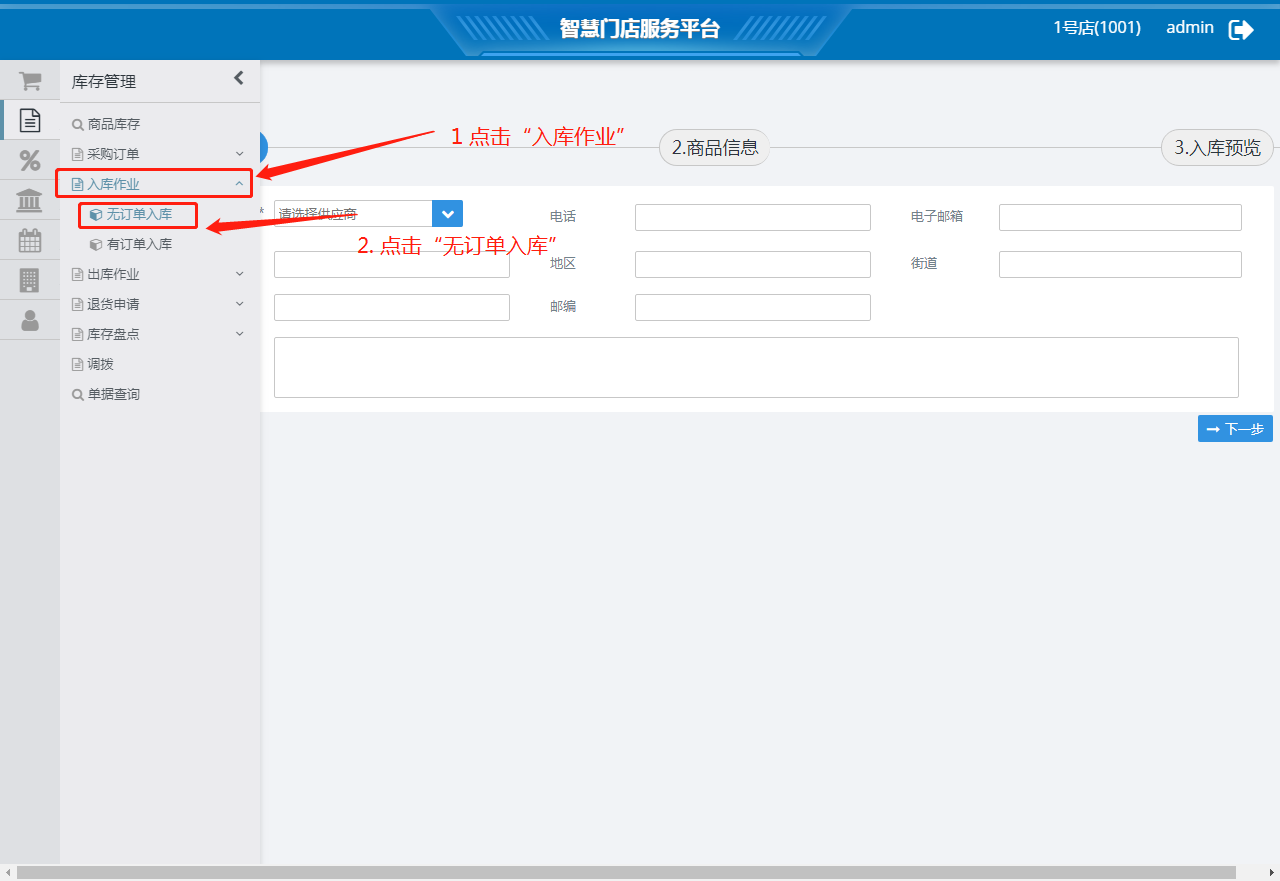 智慧门店服务平台
1号店(1001)
admin
库存管理
商品库存
采购订单
入库作业
无订单入库
有订单入库
出库作业
退货申请
库存盘点
调拨
单据查询
1 点击“入库作业”
2. 点击“无订单入库”
2.商品信息
3.入库预览
*
请选择供应商
电话
电子邮箱
地区
街道
邮编
下一步